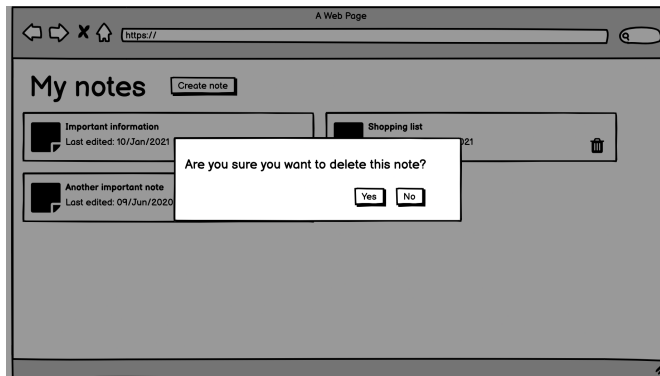 A Web Page
https://
My notes
Create note
Important information
Last edited: 10/Jan/2021
Shopping list
021
Are you sure you want to delete this note?
Yes No
Another important note
Last edited: 09/Jun/2020